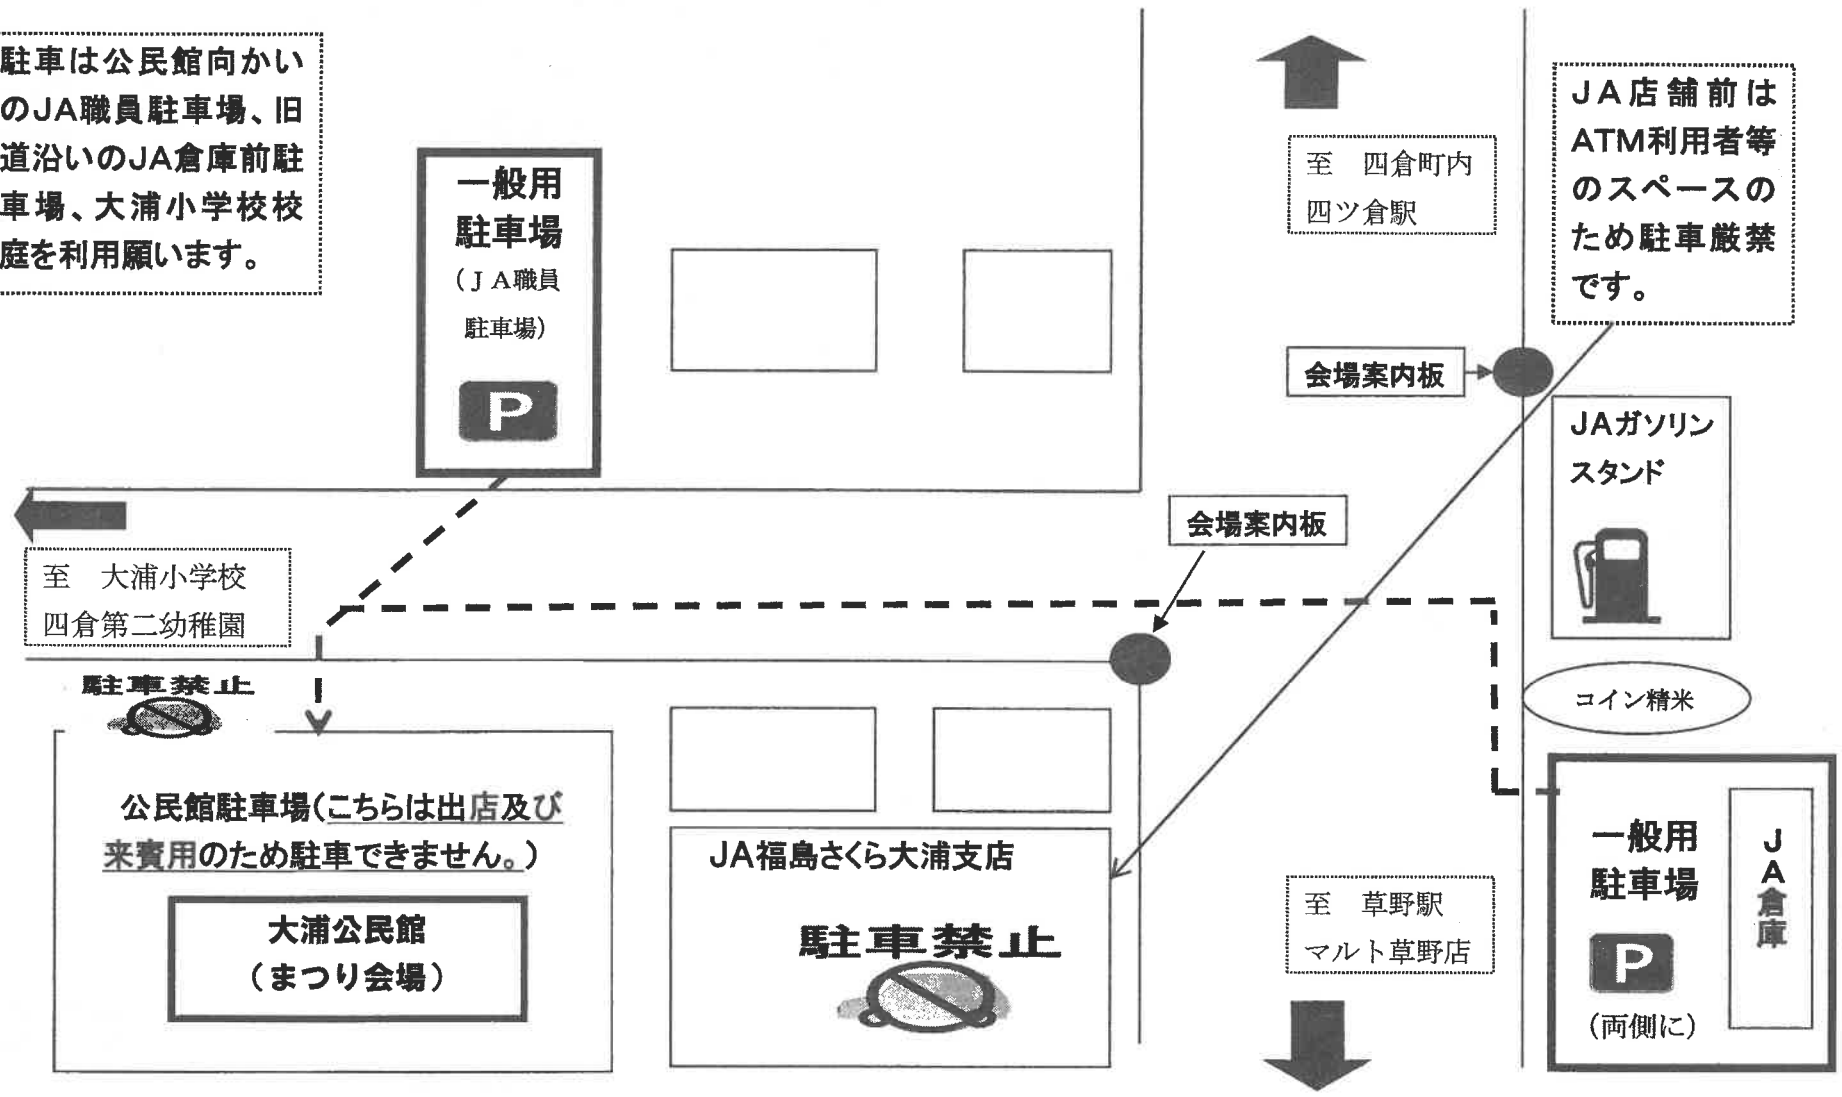 駐車は公民館向かい
のJA職員駐車場、旧
道沿いのJA倉庫前駐
車場、大浦小学校校
庭を利用願います。
一般用
駐車場
(JA職員
駐車場)
P
至 四倉町内
四ツ倉駅
JA店舗前は
ATM利用者等
のスペースの
ため駐車厳禁
です。
会場案内板
JAガソリン
スタンド
会場案内板
至 大浦小学校
四倉第二幼稚園
駐車禁止
コイン精米
公民館駐車場(こちらは出店及び
来賓用のため駐車できません。)
大浦公民館
(まつり会場)
JA福島さくら大浦支店
駐車禁止
至 草野駅
マルト草野店
一般用
駐車場
P
(両側に)
JA倉庫